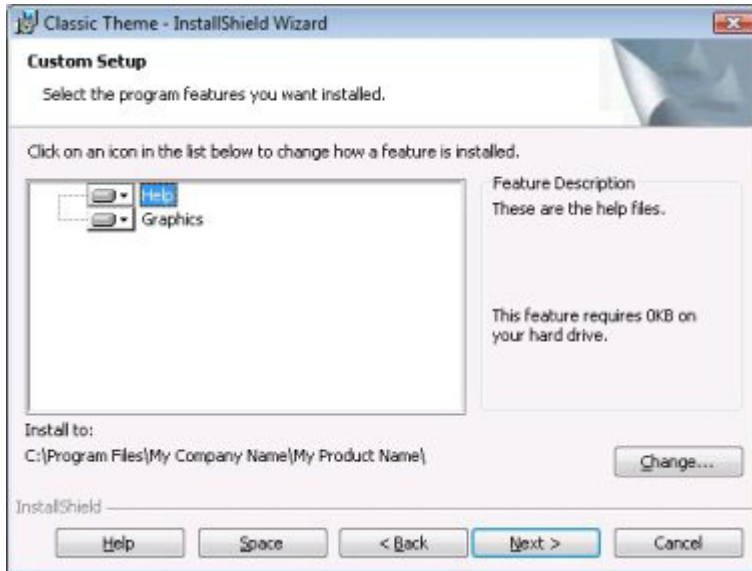 Classic Theme - InstallShield Wizard
Custom Setup
Select the program features you want installed.
Click on an icon in the list below to change how a feature is installed.
Help
Graphics
Feature Description
These are the help files.
This feature requires 0KB on
your hard drive.
Install to:
C:\Program Files\My Company Name\My Product Name\
Change...
InstallShield
Help
Space
< Back
Next >
Cancel